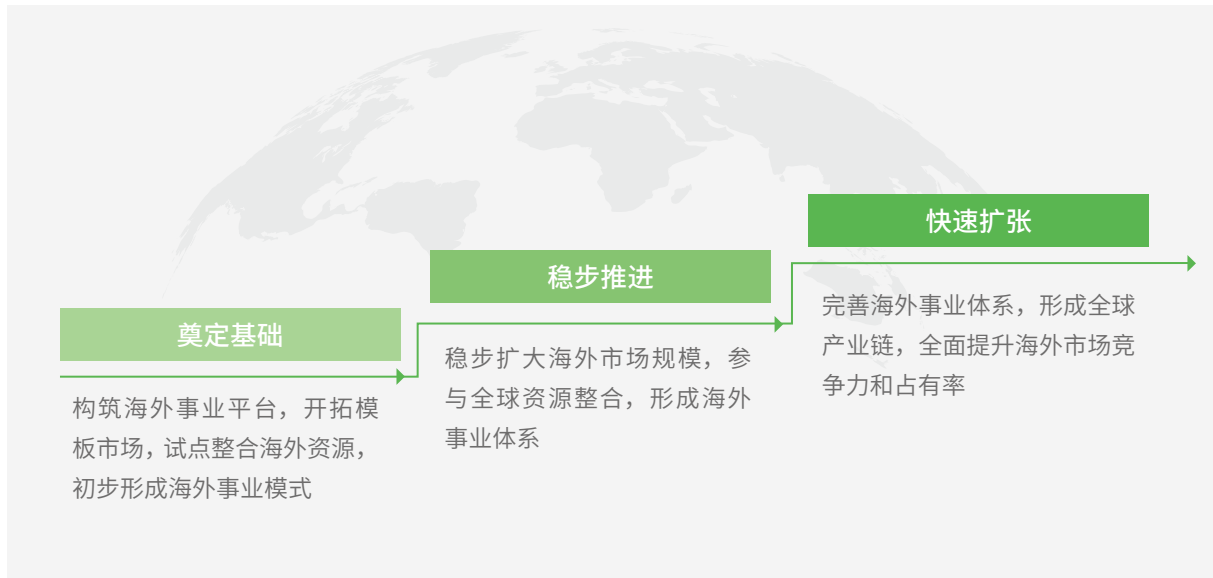 奠定基础
构筑海外事业平台，开拓模
板市场，试点整合海外资源，
初步形成海外事业模式
稳步推进
稳步扩大海外市场规模，参
与全球资源整合，形成海外
事业体系
快速扩张
完善海外事业体系，形成全球
产业链，全面提升海外市场竞
争力和占有率